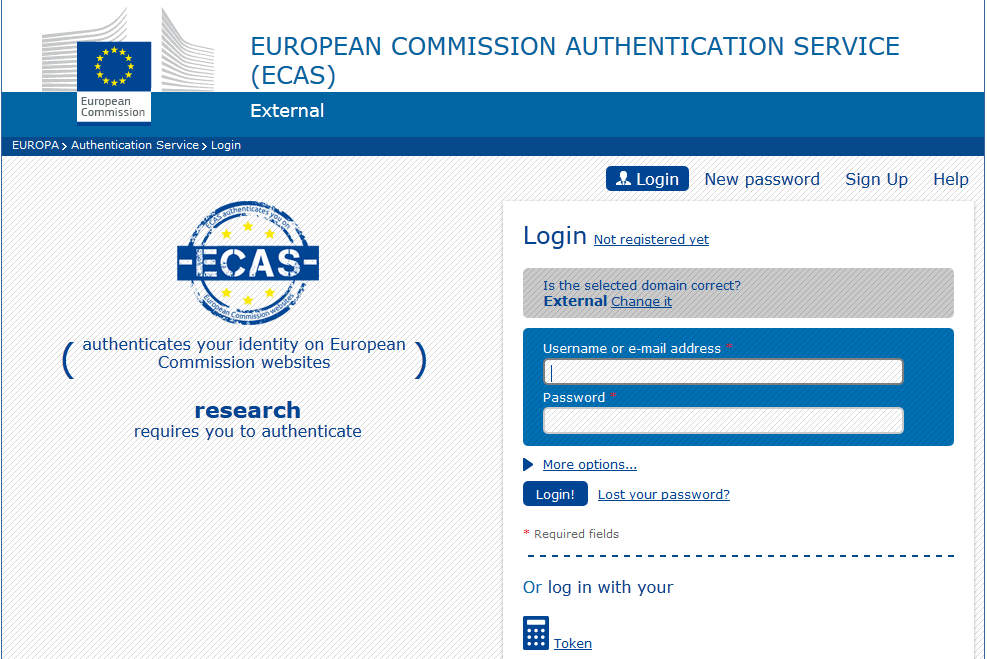 EUROPEAN COMMISSION AUTHENTICATION SERVICE
(ECAS)
European
Commission
External
EUROPA > Authentication Service > Login
Login New password Sign Up Help
ECAS authenticates you on
-ECAS-
European Commission websites
authenticates your identity on European
Commission websites
research
requires you to authenticate
Login Not registered yet
Is the selected domain correct?
External Change it
Username or e-mail address *
Password *
More options...
Login! Lost your password?
* Required fields
Or log in with your
Token